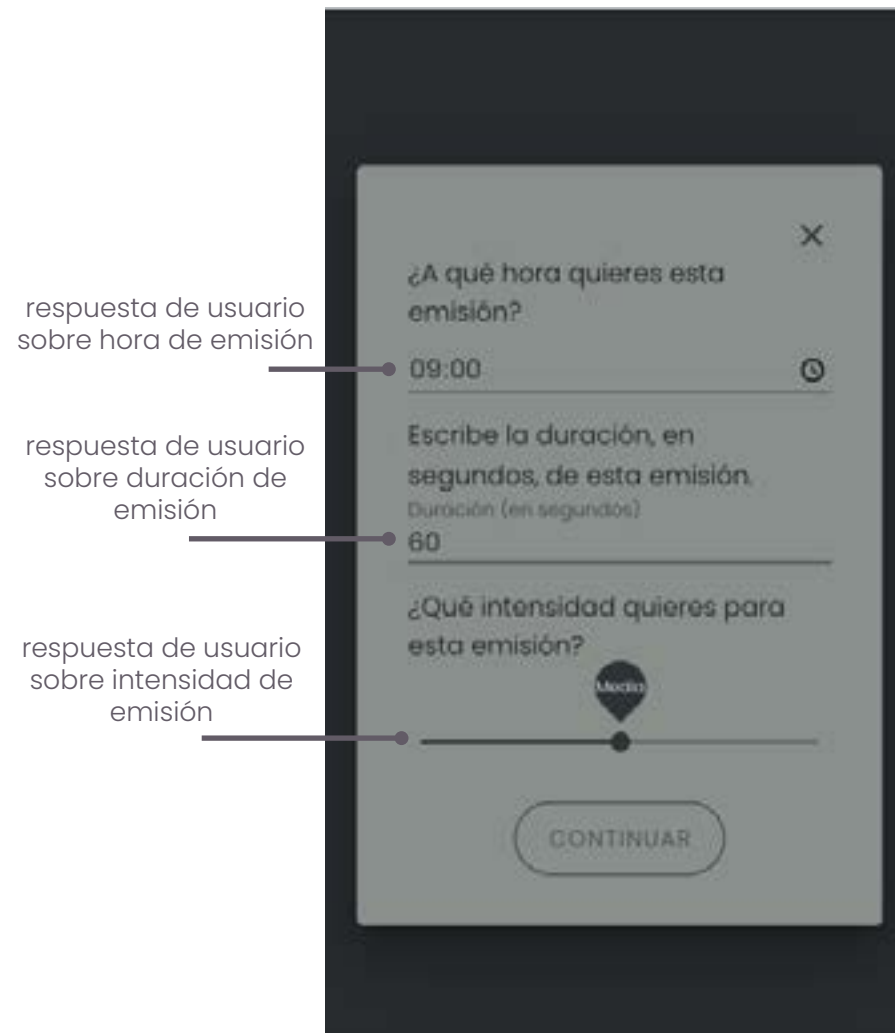 respuesta de usuario
sobre hora de emisión
respuesta de usuario
sobre duración de
emisión
respuesta de usuario
sobre intensidad de
emisión
¿A qué hora quieres esta
emisión?
09:00
Escribe la duración, en
segundos, de esta emisión.
Duración (en segundos)
60
¿Qué intensidad quieres para
esta emisión?
Media
CONTINUAR